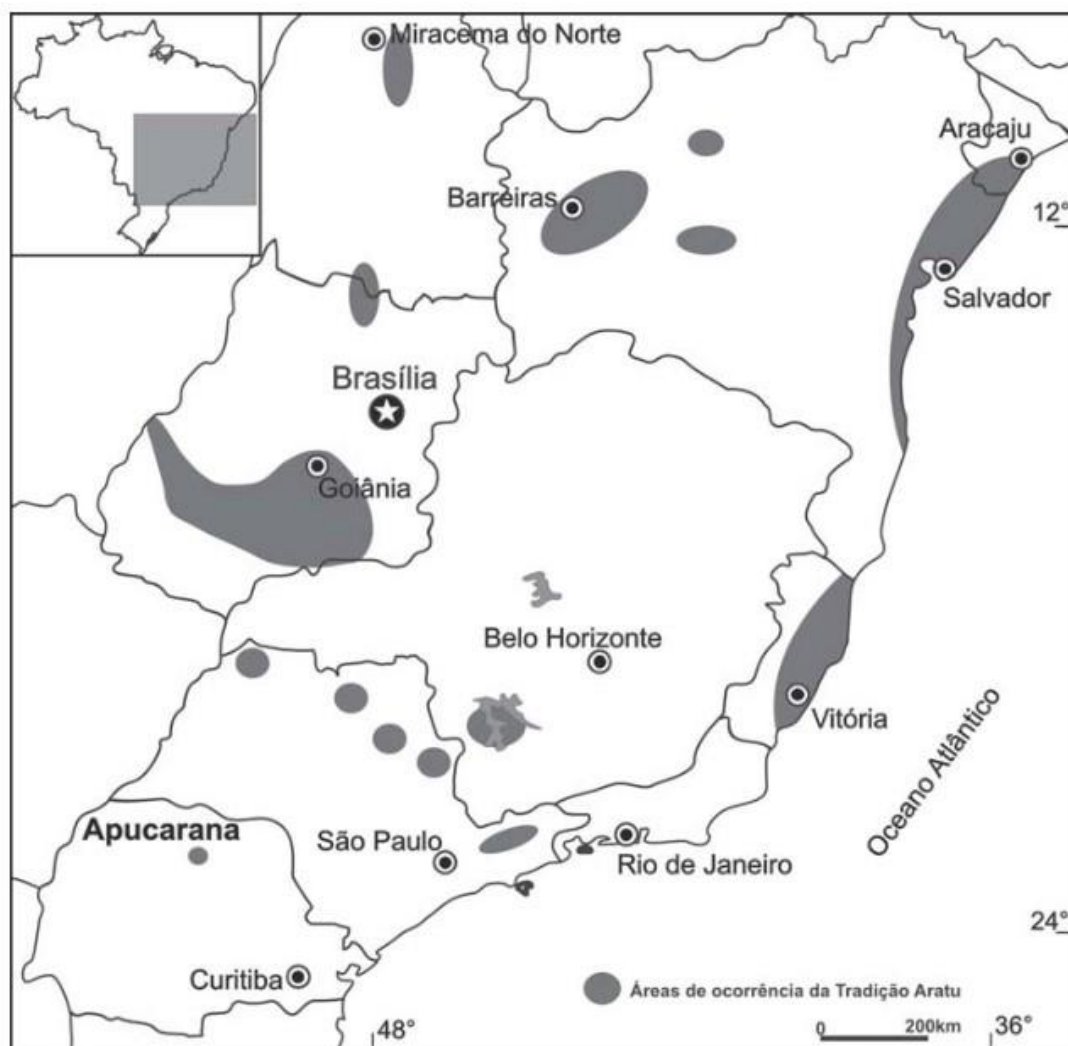 Miracema do Norte
Aracaju
Barreiras
12°
Salvador
Brasília
Goiânia
Belo Horizonte
Vitória
Oceano Atlântico
Apucarana
São Paulo
Rio de Janeiro
24°
Curitiba
Áreas de ocorrência da Tradição Aratu
48°
0 200km
36°